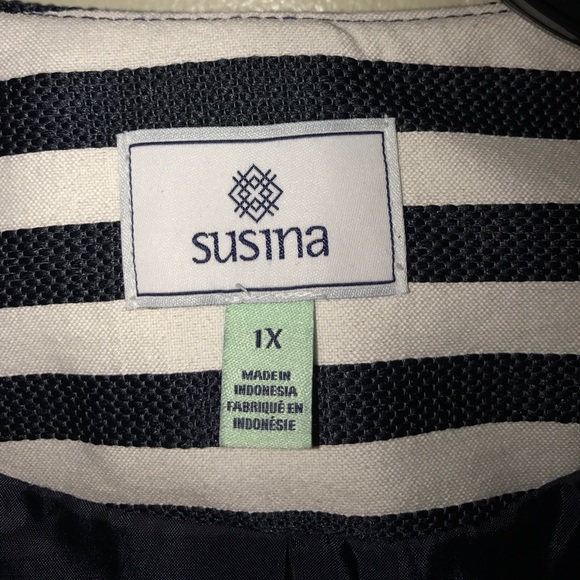 susina
1X
MADE IN
INDONESIA
FABRIQUÉ EN
INDONÉSIE